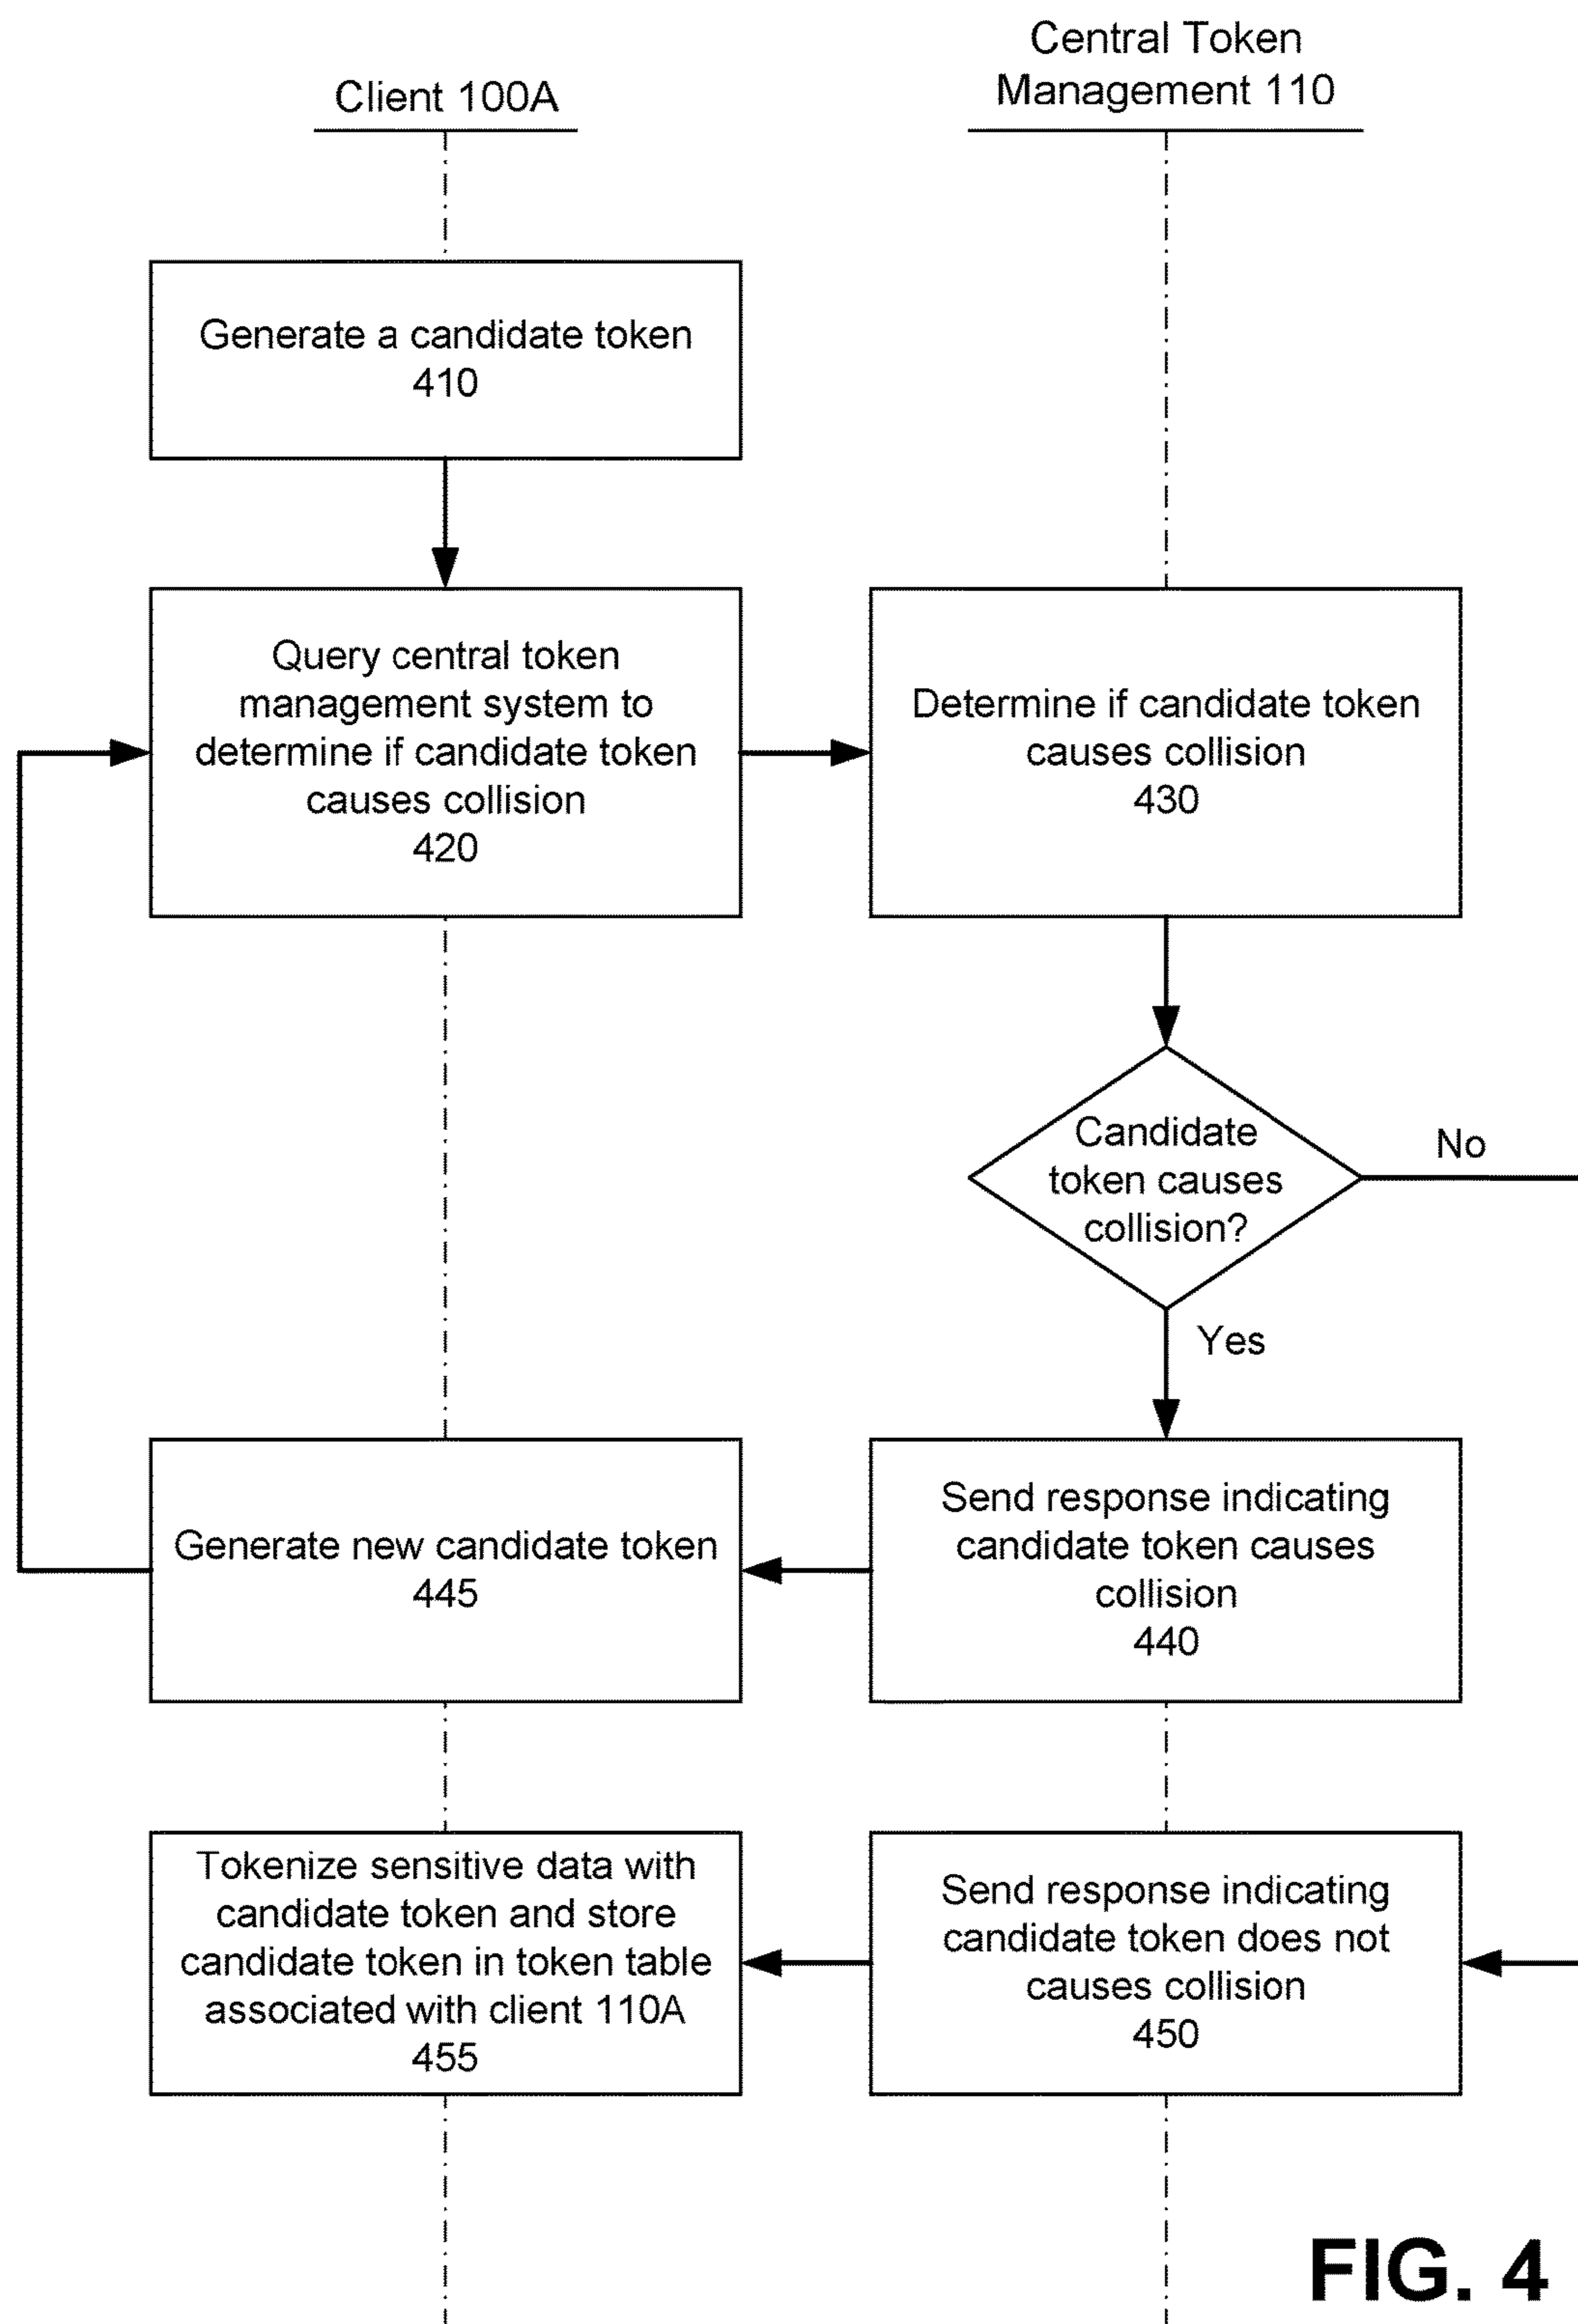 Client 100A
Central Token
Management 110
Generate a candidate token
410
Query central token
management system to
determine if candidate token
causes collision
420
Determine if candidate token
causes collision
430
Candidate
token causes
collision?
No
Yes
Send response indicating
candidate token causes
collision
440
Generate new candidate token
445
Send response indicating
candidate token does not
causes collision
450
Tokenize sensitive data with
candidate token and store
candidate token in token table
associated with client 110A
455
FIG. 4